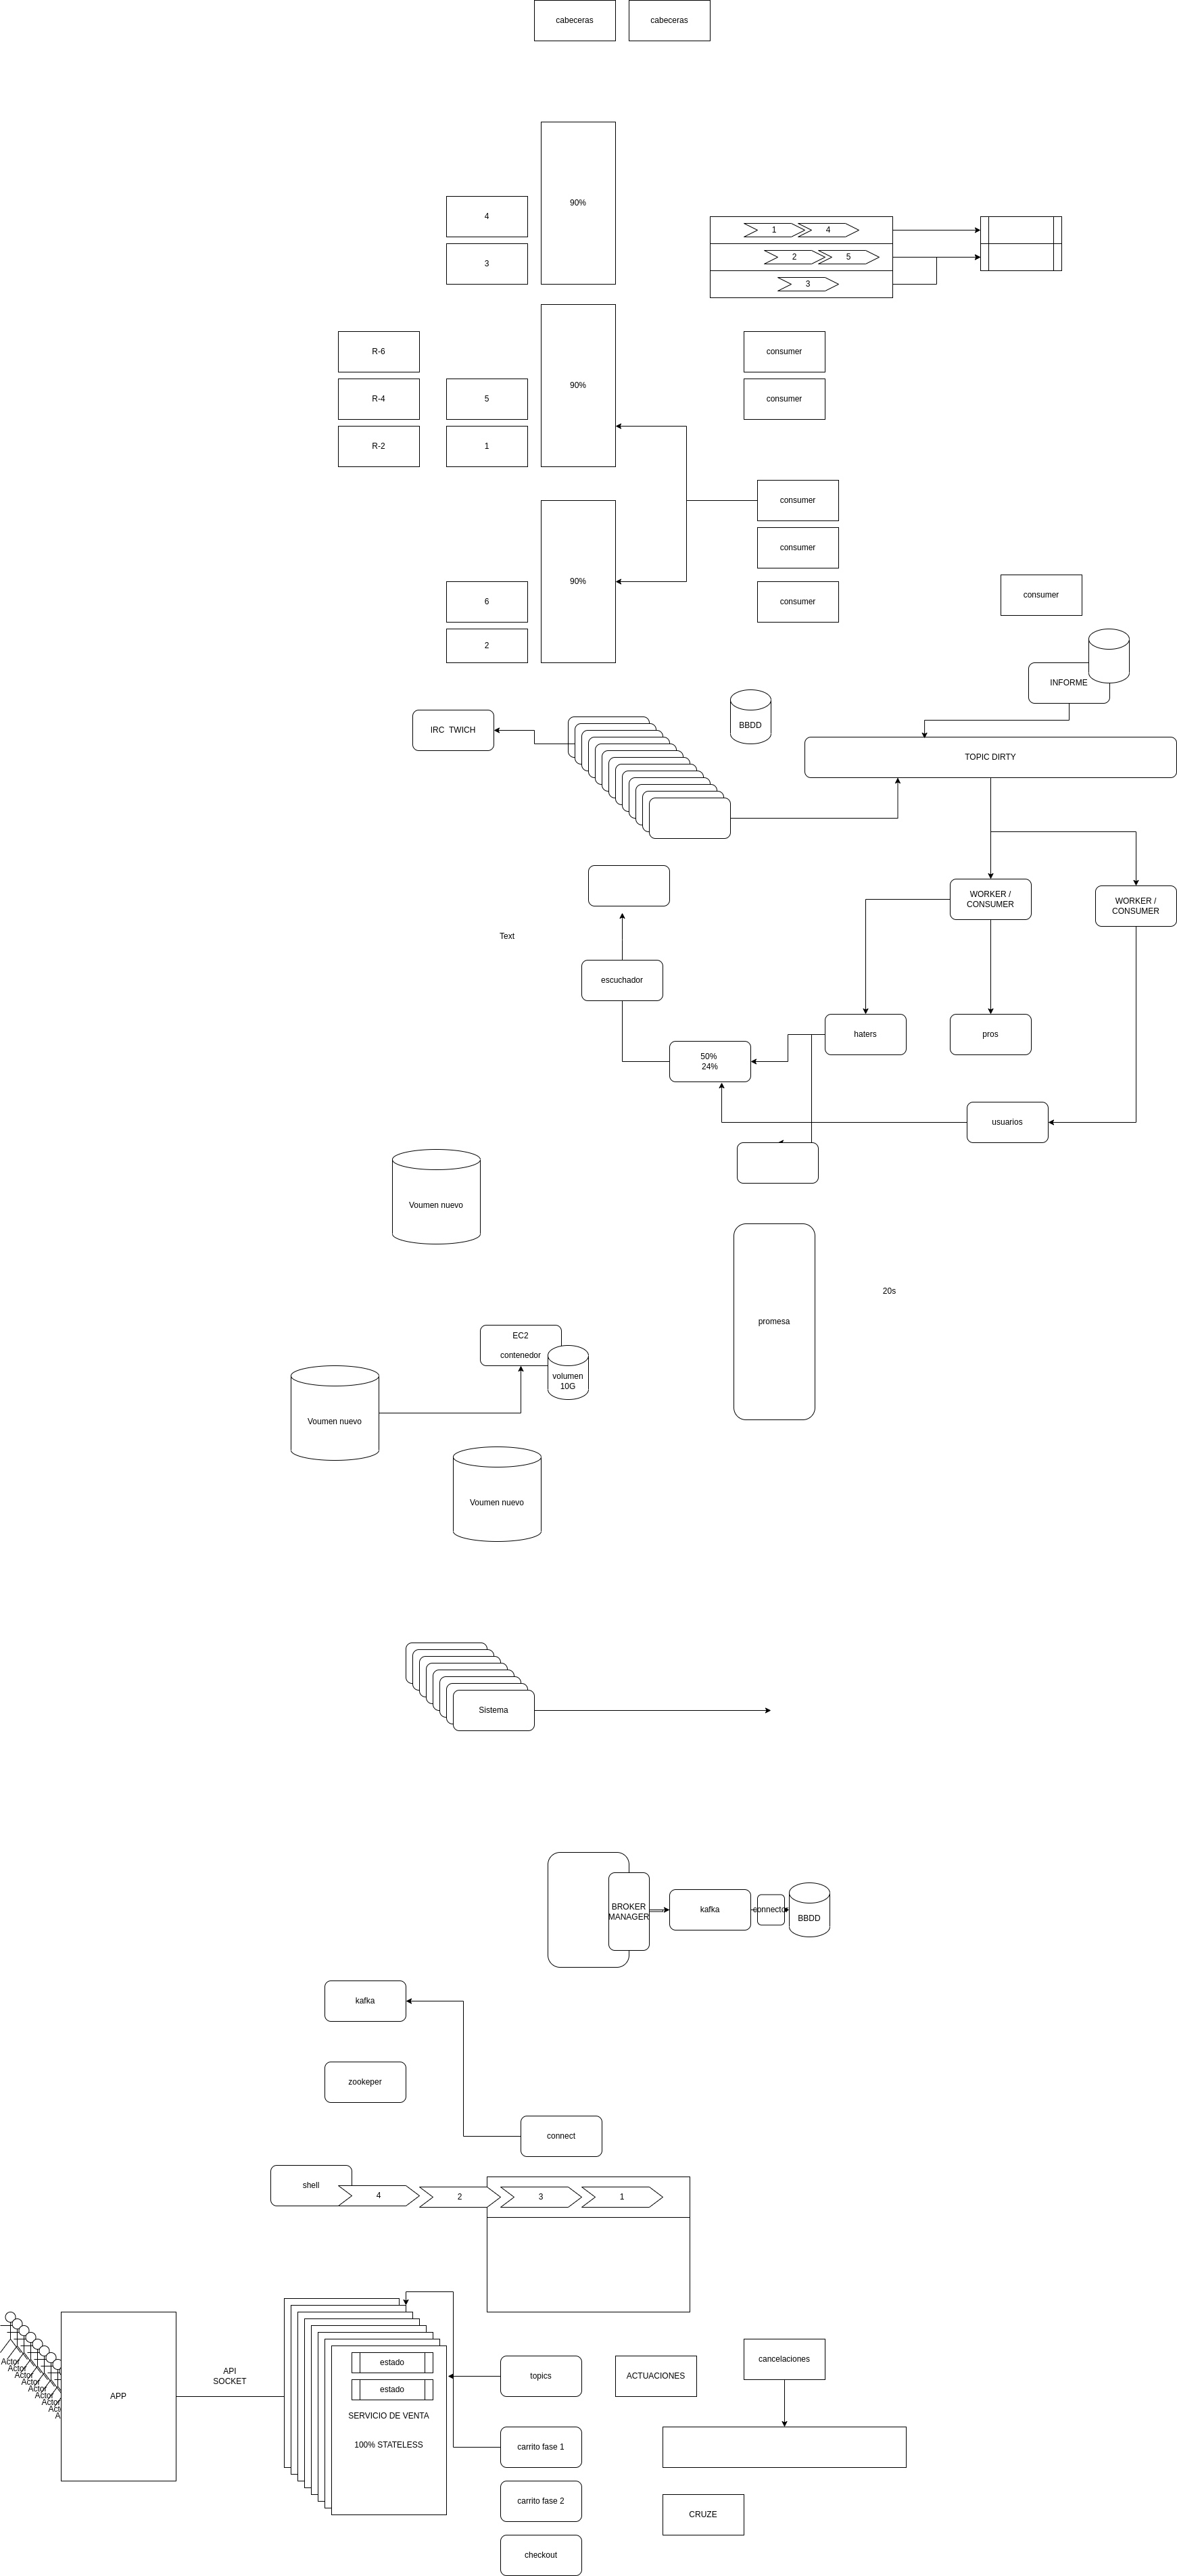 cabeceras
cabeceras
90%
4
3
1
4
2
5
3
R-6
R-4
R-2
5
1
90%
consumer
consumer
consumer
consumer
consumer
90%
6
2
consumer
INFORME
BBDD
IRC  TWICH
TOPIC DIRTY
WORKER /
CONSUMER
WORKER /
CONSUMER
Text
escuchador
haters
pros
50%
24%
usuarios
Voumen nuevo
20s
promesa
EC2
contenedor
volumen
10G
Voumen nuevo
Voumen nuevo
Sistema
BROKER
MANAGER
kafka
connector
BBDD
kafka
zookeper
connect
shell
4
2
3
1
Actor
Actor
Actor
Actor
Actor
Actor
Actor
APP
API
SOCKET
estado
estado
SERVICIO DE VENTA
100% STATELESS
topics
ACTUACIONES
cancelaciones
carrito fase 1
carrito fase 2
CRUZE
checkout